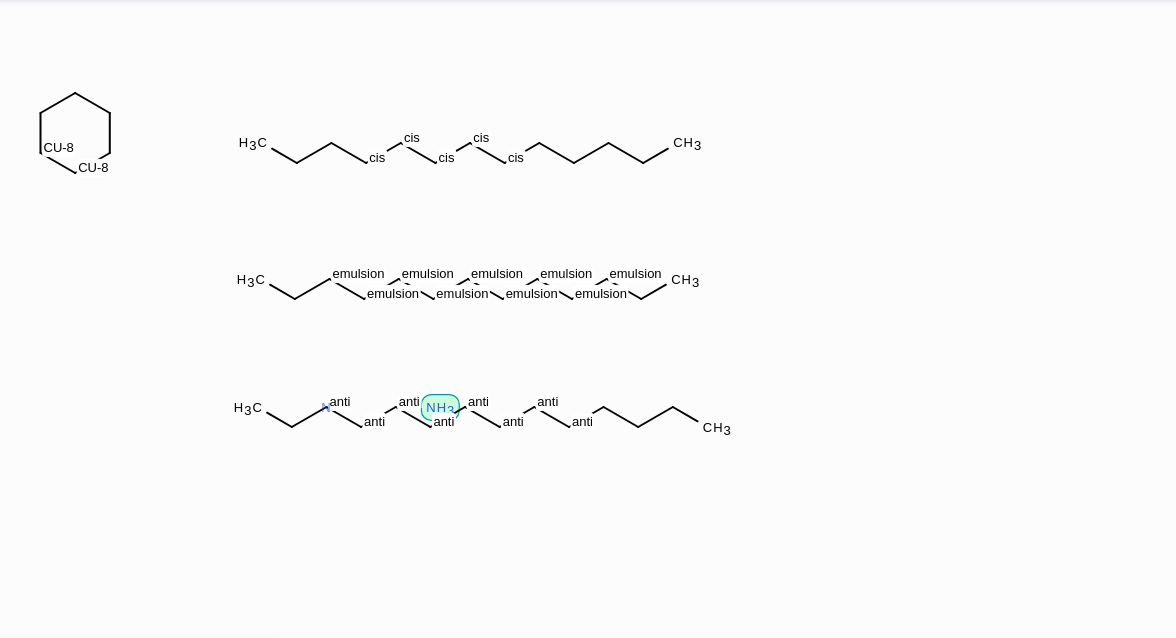 CU-8
CU-8
H3C cis cis cis cis cis CH3
H3C emulsion emulsion emulsion emulsion emulsion CH3
emulsion emulsion emulsion emulsion
H3C N anti anti NH3 anti anti
anti anti anti anti CH3